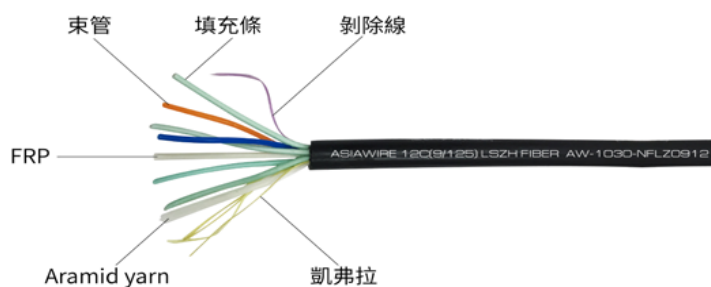 束管
填充條
剝除線
FRP
ASIAWIRE 12C(9/125) LSZH FIBER AW-1030-NFLZ0912
Aramid yarn
凱弗拉